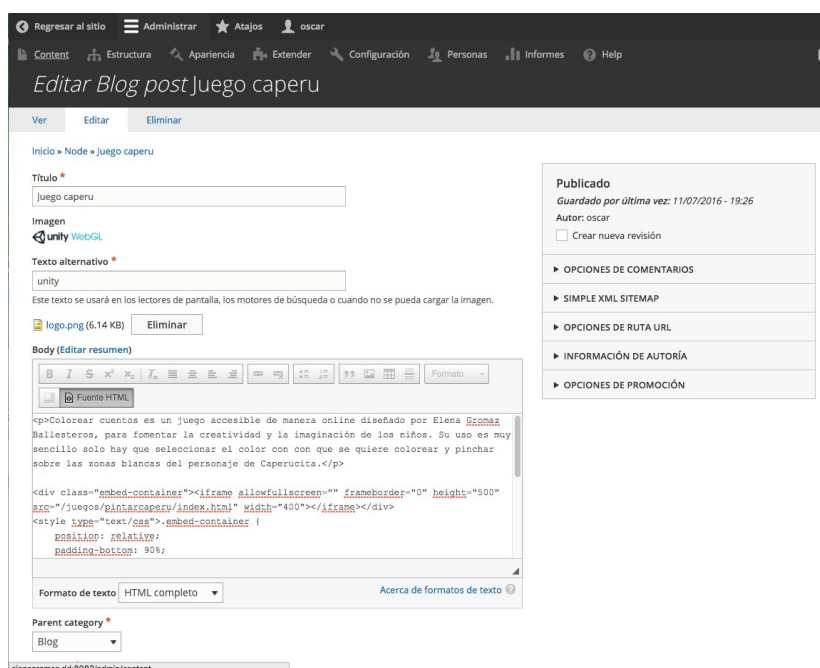 Regresar al sitio Administrar Atajos oscar
Content Estructura Apariencia Extender Configuración Personas Informes Help
Editar Blog post Juego caperu
Ver Editar Eliminar
Inicio » Node » Juego caperu
Título *
Juego caperu
Imagen
unity WebGL
Texto alternativo *
unity
Este texto se usará en los lectores de pantalla, los motores de búsqueda o cuando no se pueda cargar la imagen.
logo.png (6.14 KB) Eliminar
Body (Editar resumen)
B I S x² x₂ Tx Formato
Fuente HTML
<p>Colorear cuentos es un juego accesible de manera online diseñado por Elena Gromaz
Ballesteros, para fomentar la creatividad y la imaginación de los niños. Su uso es muy
sencillo solo hay que seleccionar el color con con que se quiere colorear y pinchar
sobre las zonas blancas del personaje de Caperucita.</p>
<div class="embed-container"><iframe allowfullscreen="" frameborder="0" height="500"
src="/juegos/pintarcaperu/index.html" width="400"></iframe></div>
<style type="text/css">.embed-container {
position: relative;
padding-bottom: 90%;
Formato de texto HTML completo Acerca de formatos de texto
Parent category *
Blog
Publicado
Guardado por última vez: 11/07/2016 - 19:26
Autor: oscar
Crear nueva revisión
OPCIONES DE COMENTARIOS
SIMPLE XML SITEMAP
OPCIONES DE RUTA URL
INFORMACIÓN DE AUTORÍA
OPCIONES DE PROMOCIÓN